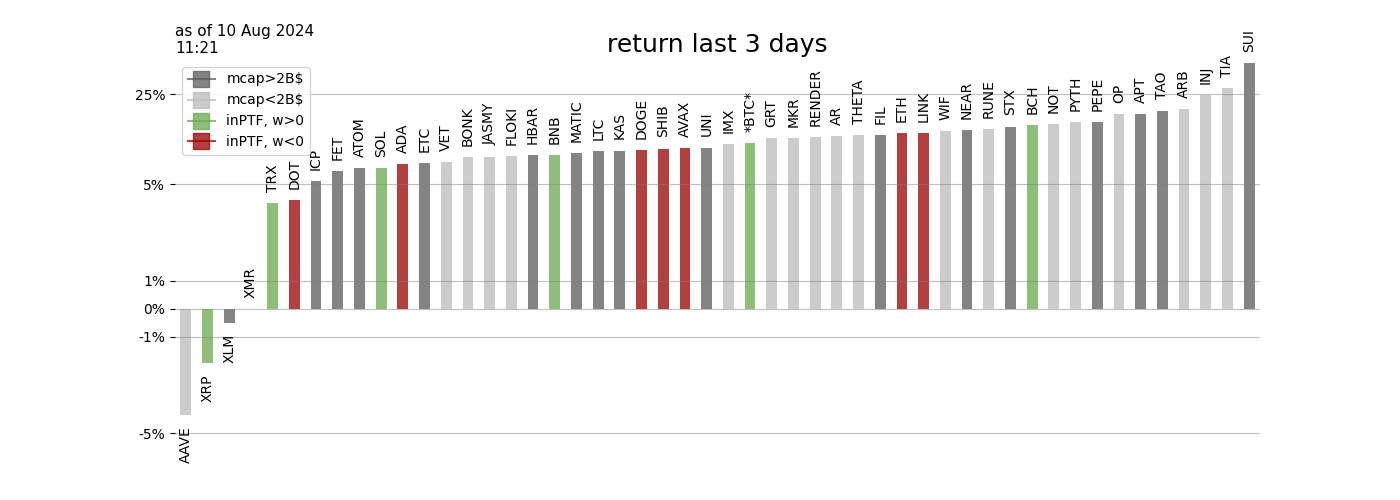 as of 10 Aug 2024
11:21
return last 3 days
mcap>2B$
mcap<2B$
inPTF, w>0
inPTF, w<0
25%
5%
1%
0%
-1%
-5%
AAVE
XRP
XLM
XMR
TRX
DOT
ICP
FET
ATOM
SOL
ADA
ETC
VET
BONK
JASMY
FLOKI
HBAR
BNB
MATIC
LTC
KAS
DOGE
SHIB
AVAX
UNI
IMX
*BTC*
GRT
MKR
RENDER
AR
THETA
FIL
ETH
LINK
WIF
NEAR
RUNE
STX
BCH
NOT
PYTH
PEPE
OP
APT
TAO
ARB
INJ
TIA
SUI